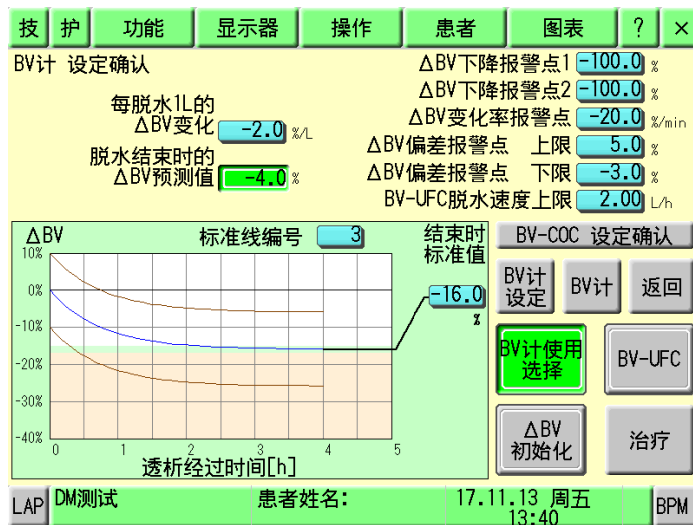 技 护 功能 显示器 操作 患者 图表 ? ×
BV计 设定确认
每脱水1L的
ΔBV变化 -2.0 %/L
脱水结束时的
ΔBV预测值 -4.0 %
ΔBV下降报警点1 -100.0 %
ΔBV下降报警点2 -100.0 %
ΔBV变化率报警点 -20.0 %/min
ΔBV偏差报警点 上限 5.0 %
ΔBV偏差报警点 下限 -3.0 %
BV-UFC脱水速度上限 2.00 L/h
ΔBV 标准线编号 3
结束时
标准值
-16.0
%
10%
0%
-10%
-20%
-30%
-40%
0 1 2 3 4 5
透析经过时间[h]
BV-COC 设定确认
BV计
设定
BV计
返回
BV计使用
选择
BV-UFC
ΔBV
初始化
治疗
LAP DM测试 患者姓名: 17.11.13 周五
13:40
BPM